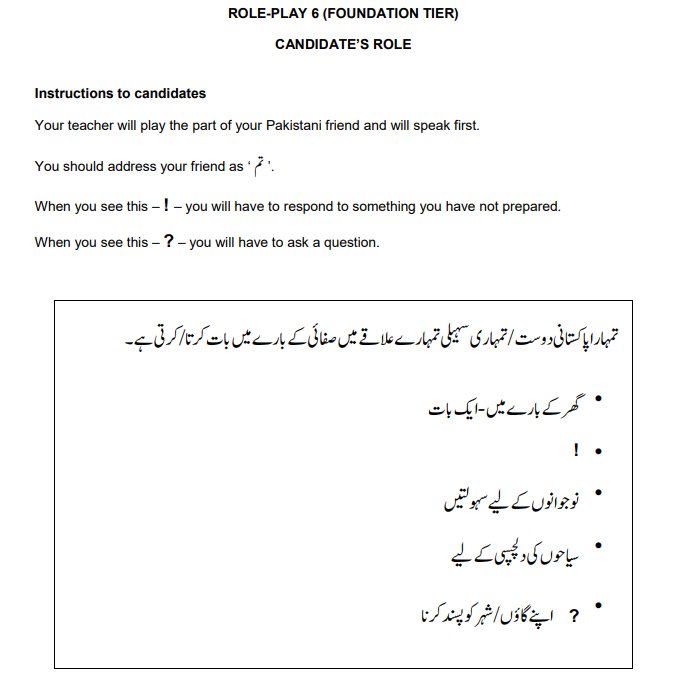 ROLE-PLAY 6 (FOUNDATION TIER)
CANDIDATE'S ROLE
Instructions to candidates
Your teacher will play the part of your Pakistani friend and will speak first.
You should address your friend as ‘ تم ’.
When you see this – ! – you will have to respond to something you have not prepared.
When you see this – ? – you will have to ask a question.
تمہارا پاکستانی دوست/تمہاری سہیلی تمہارے علاقے میں صفائی کے بارے میں بات کرتا/کرتی ہے۔
• گھر کے بارے میں-ایک بات
• !
• نوجوانوں کے لیے سہولتیں
• سیاحوں کی دلچسپی کے لیے
• ? اپنے گاؤں/شہر کو پسند کرنا